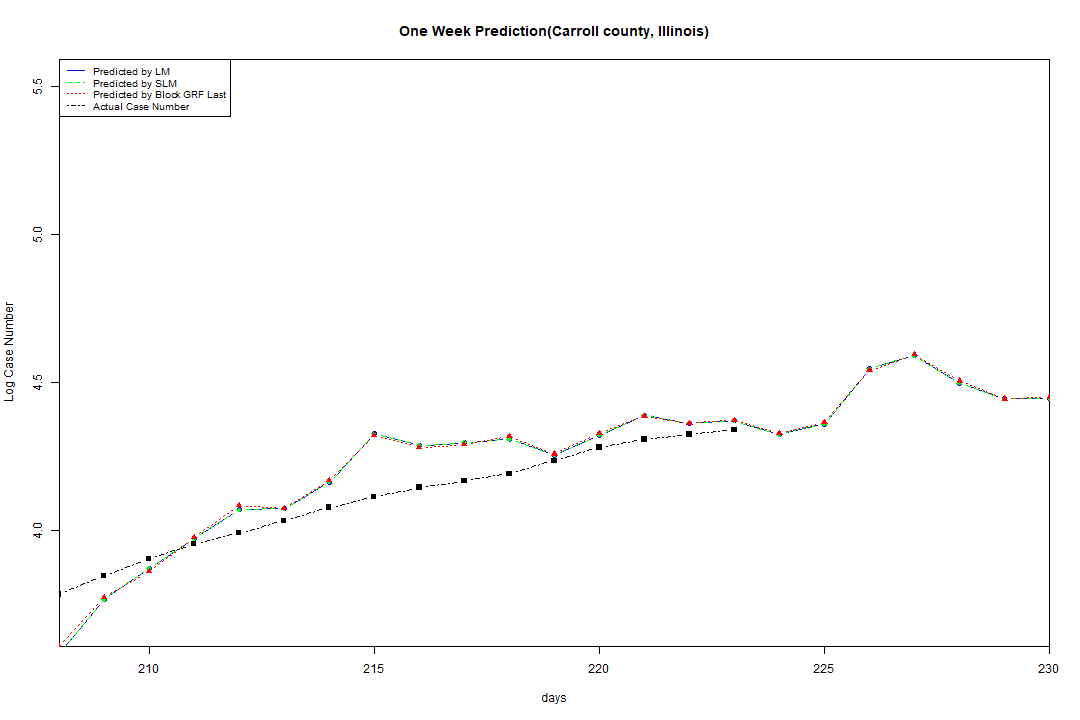 One Week Prediction(Carroll county, Illinois)
Predicted by LM
Predicted by SLM
Predicted by Block GRF Last
Actual Case Number
5.5
5.0
4.5
4.0
Log Case Number
210 215 220 225 230
days